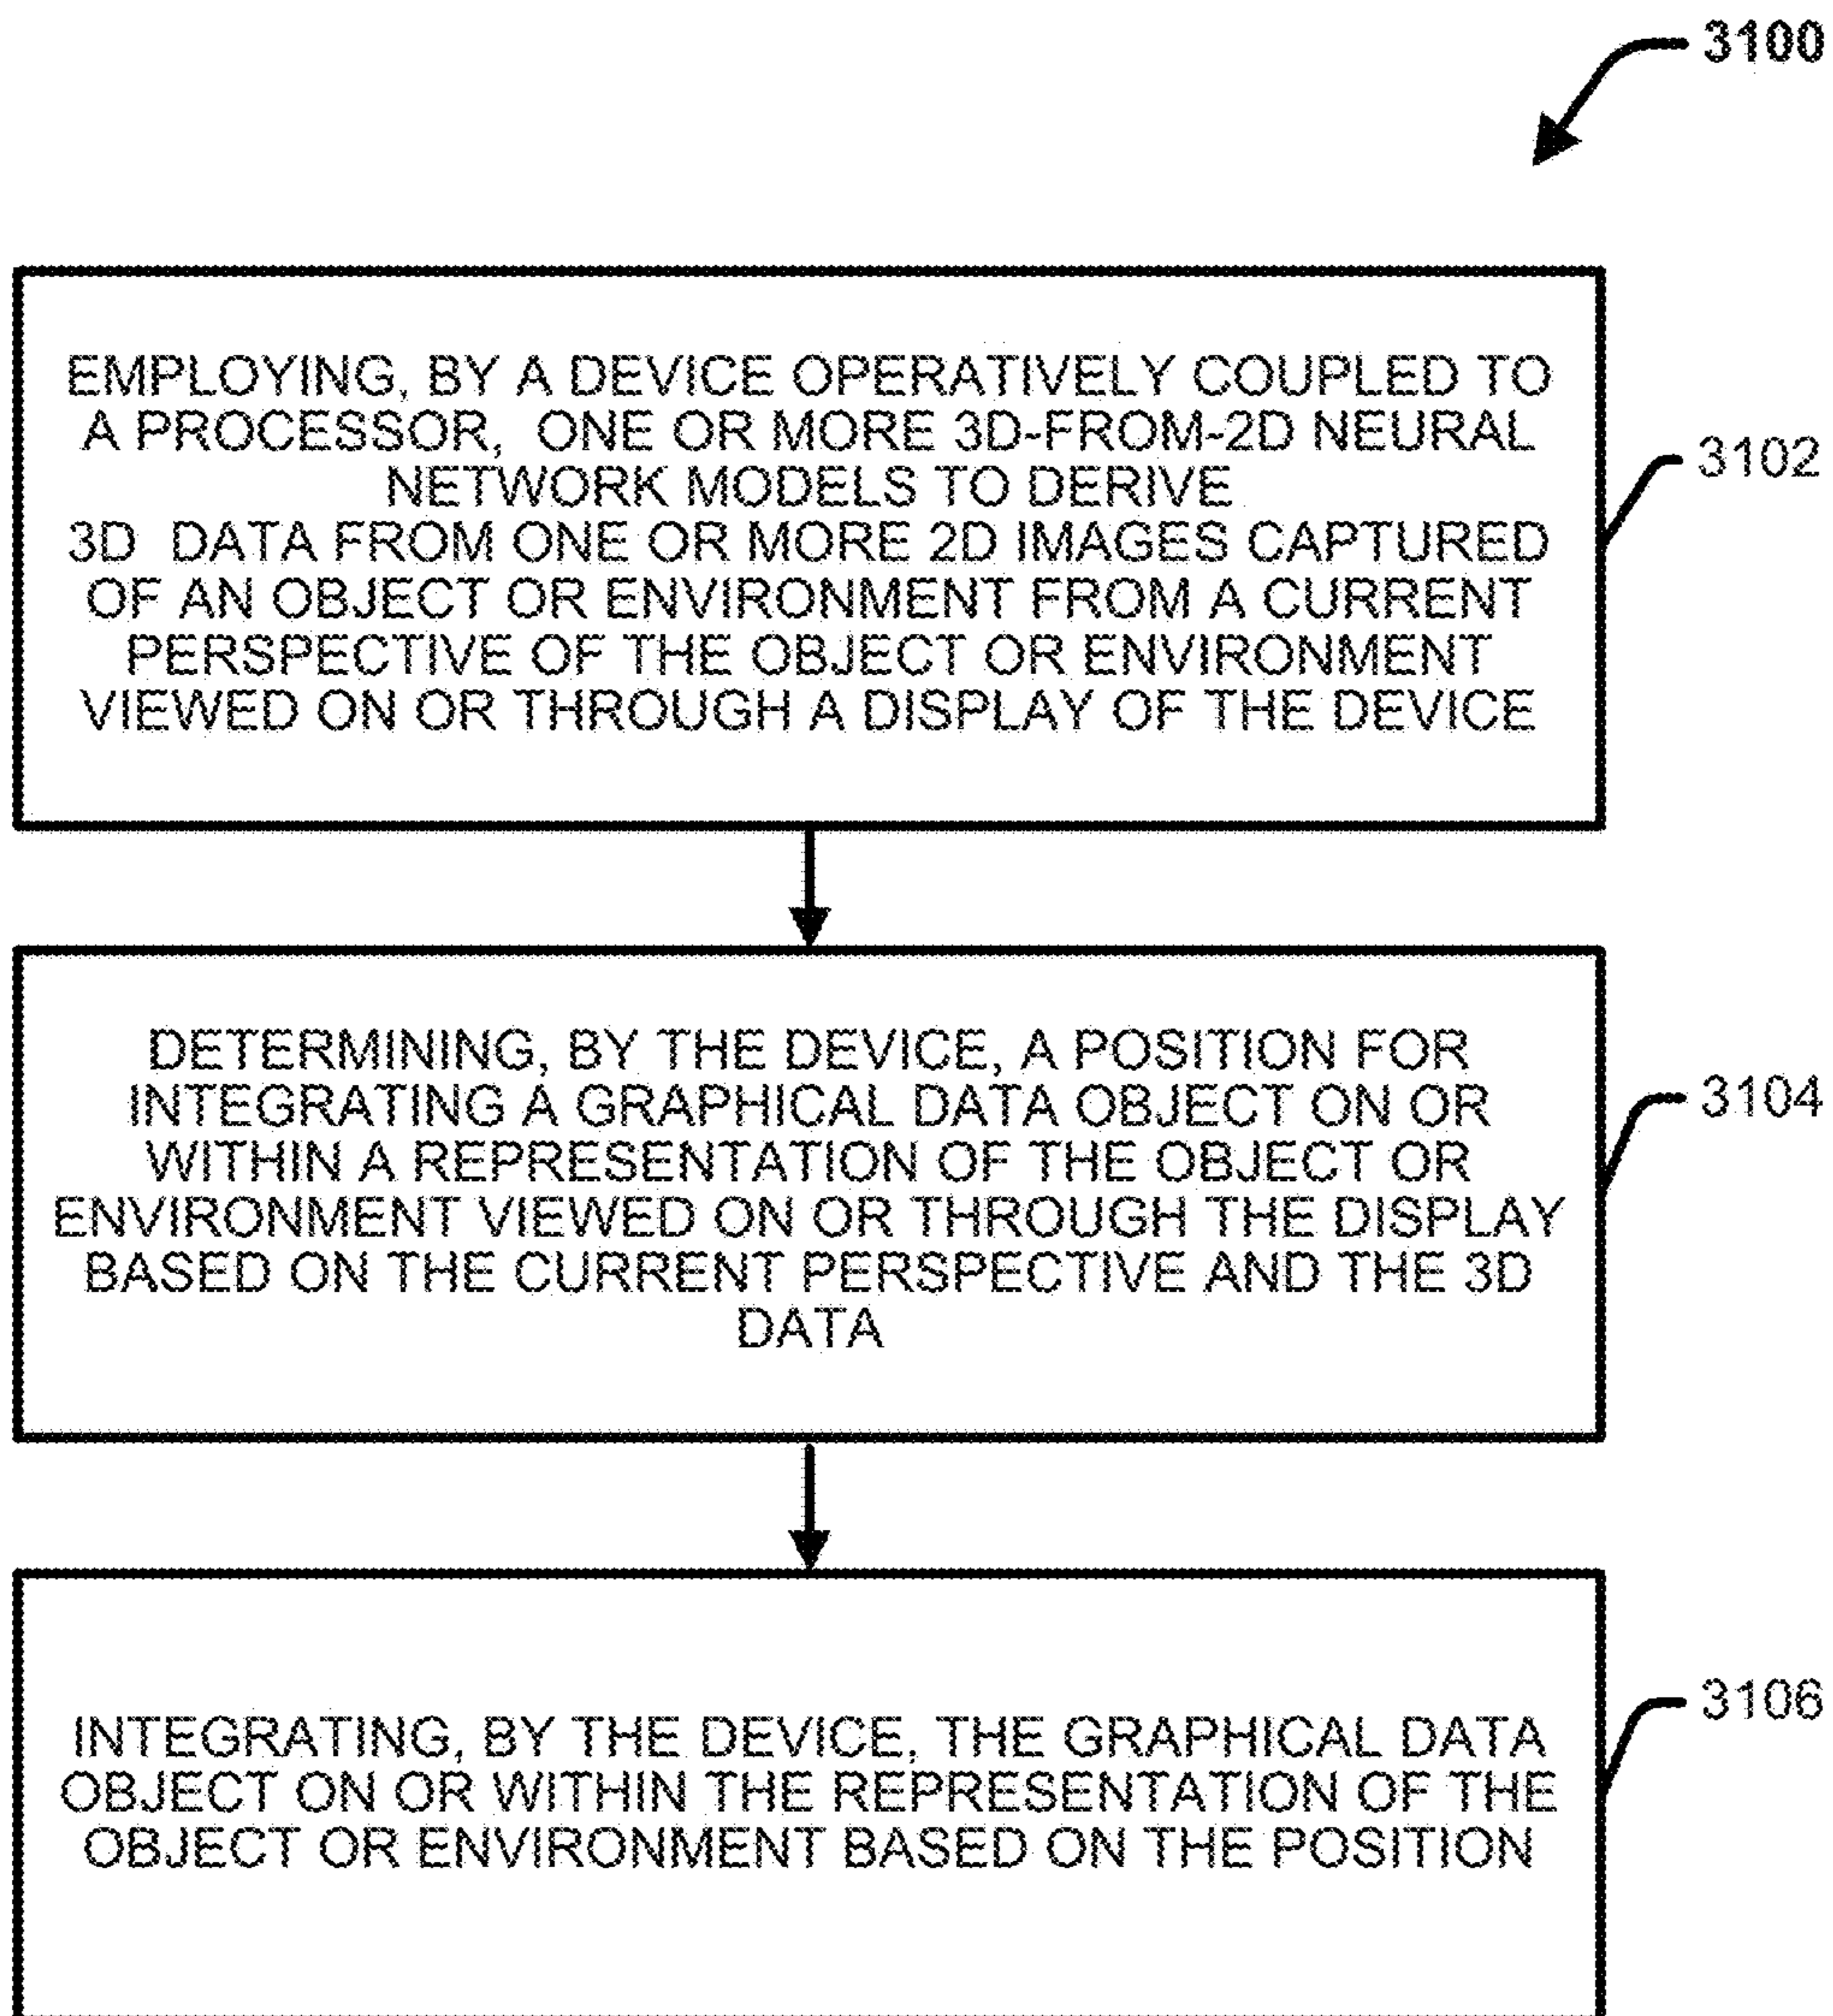 3100
EMPLOYING, BY A DEVICE OPERATIVELY COUPLED TO
A PROCESSOR, ONE OR MORE 3D-FROM-2D NEURAL
NETWORK MODELS TO DERIVE
3D DATA FROM ONE OR MORE 2D IMAGES CAPTURED
OF AN OBJECT OR ENVIRONMENT FROM A CURRENT
PERSPECTIVE OF THE OBJECT OR ENVIRONMENT
VIEWED ON OR THROUGH A DISPLAY OF THE DEVICE
3102
DETERMINING, BY THE DEVICE, A POSITION FOR
INTEGRATING A GRAPHICAL DATA OBJECT ON OR
WITHIN A REPRESENTATION OF THE OBJECT OR
ENVIRONMENT VIEWED ON OR THROUGH THE DISPLAY
BASED ON THE CURRENT PERSPECTIVE AND THE 3D
DATA
3104
INTEGRATING, BY THE DEVICE, THE GRAPHICAL DATA
OBJECT ON OR WITHIN THE REPRESENTATION OF THE
OBJECT OR ENVIRONMENT BASED ON THE POSITION
3106